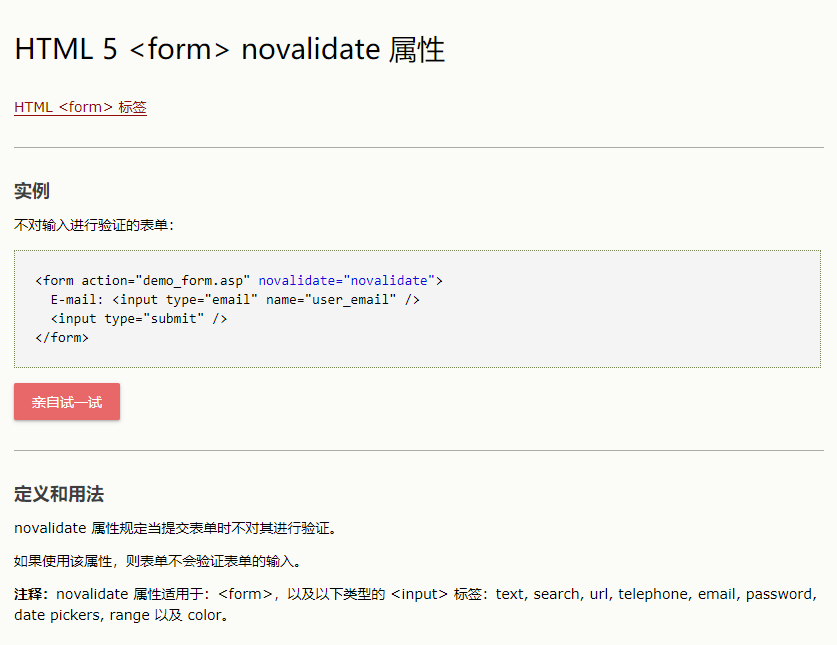 HTML 5 <form> novalidate 属性
HTML <form> 标签
实例
不对输入进行验证的表单：
<form action="demo_form.asp" novalidate="novalidate">
  E-mail: <input type="email" name="user_email" />
  <input type="submit" />
</form>
亲自试一试
定义和用法
novalidate 属性规定当提交表单时不对其进行验证。
如果使用该属性，则表单不会验证表单的输入。
注释：novalidate 属性适用于：<form>，以及以下类型的 <input> 标签：text, search, url, telephone, email, password,
date pickers, range 以及 color。